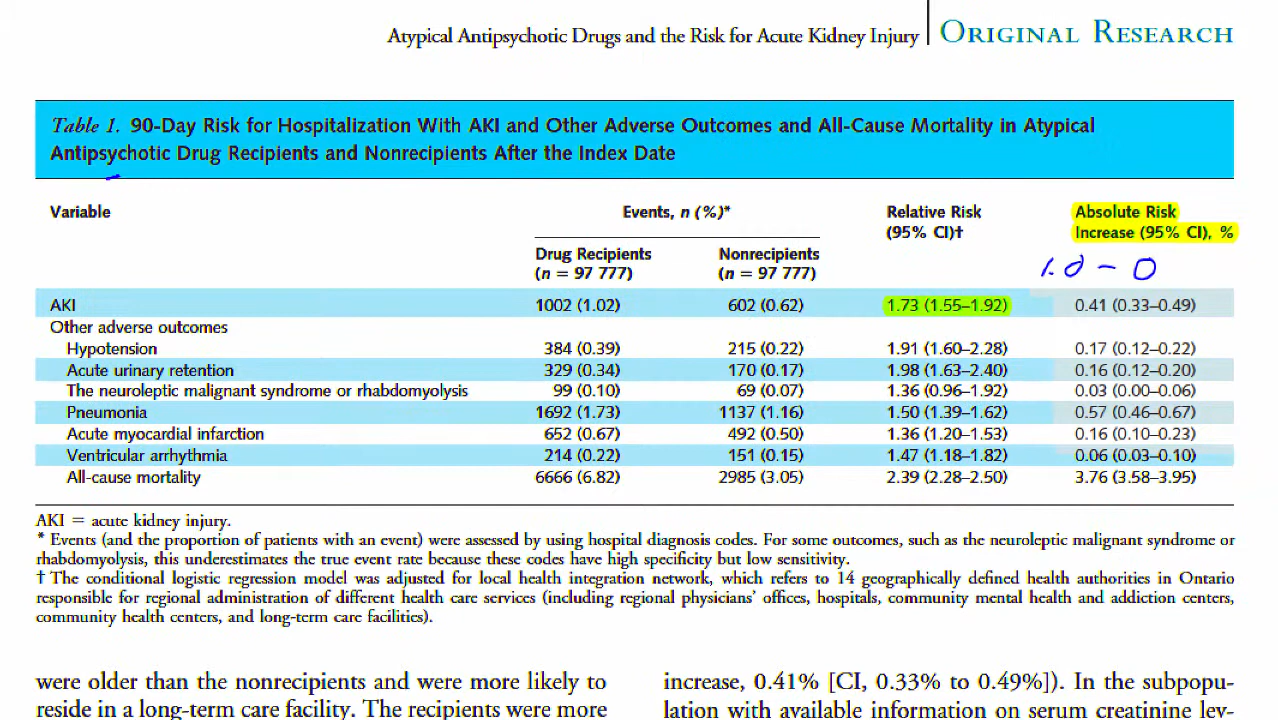 Atypical Antipsychotic Drugs and the Risk for Acute Kidney Injury | ORIGINAL RESEARCH
Table 1. 90-Day Risk for Hospitalization With AKI and Other Adverse Outcomes and All-Cause Mortality in Atypical
Antipsychotic Drug Recipients and Nonrecipients After the Index Date
Variable Events, n (%)* Relative Risk Absolute Risk
(95% CI)† Increase (95% CI), %
Drug Recipients Nonrecipients
(n = 97 777) (n = 97 777)
1.0 - 0
AKI 1002 (1.02) 602 (0.62) 1.73 (1.55–1.92) 0.41 (0.33–0.49)
Other adverse outcomes
Hypotension 384 (0.39) 215 (0.22) 1.91 (1.60–2.28) 0.17 (0.12–0.22)
Acute urinary retention 329 (0.34) 170 (0.17) 1.98 (1.63–2.40) 0.16 (0.12–0.20)
The neuroleptic malignant syndrome or rhabdomyolysis 99 (0.10) 69 (0.07) 1.36 (0.96–1.92) 0.03 (0.00–0.06)
Pneumonia 1692 (1.73) 1137 (1.16) 1.50 (1.39–1.62) 0.57 (0.46–0.67)
Acute myocardial infarction 652 (0.67) 492 (0.50) 1.36 (1.20–1.53) 0.16 (0.10–0.23)
Ventricular arrhythmia 214 (0.22) 151 (0.15) 1.47 (1.18–1.82) 0.06 (0.03–0.10)
All-cause mortality 6666 (6.82) 2985 (3.05) 2.39 (2.28–2.50) 3.76 (3.58–3.95)
AKI = acute kidney injury.
* Events (and the proportion of patients with an event) were assessed by using hospital diagnosis codes. For some outcomes, such as the neuroleptic malignant syndrome or
rhabdomyolysis, this underestimates the true event rate because these codes have high specificity but low sensitivity.
† The conditional logistic regression model was adjusted for local health integration network, which refers to 14 geographically defined health authorities in Ontario
responsible for regional administration of different health care services (including regional physicians' offices, hospitals, community mental health and addiction centers,
community health centers, and long-term care facilities).
were older than the nonrecipients and were more likely to
reside in a long-term care facility. The recipients were more
increase, 0.41% [CI, 0.33% to 0.49%]). In the subpopu-
lation with available information on serum creatinine lev-